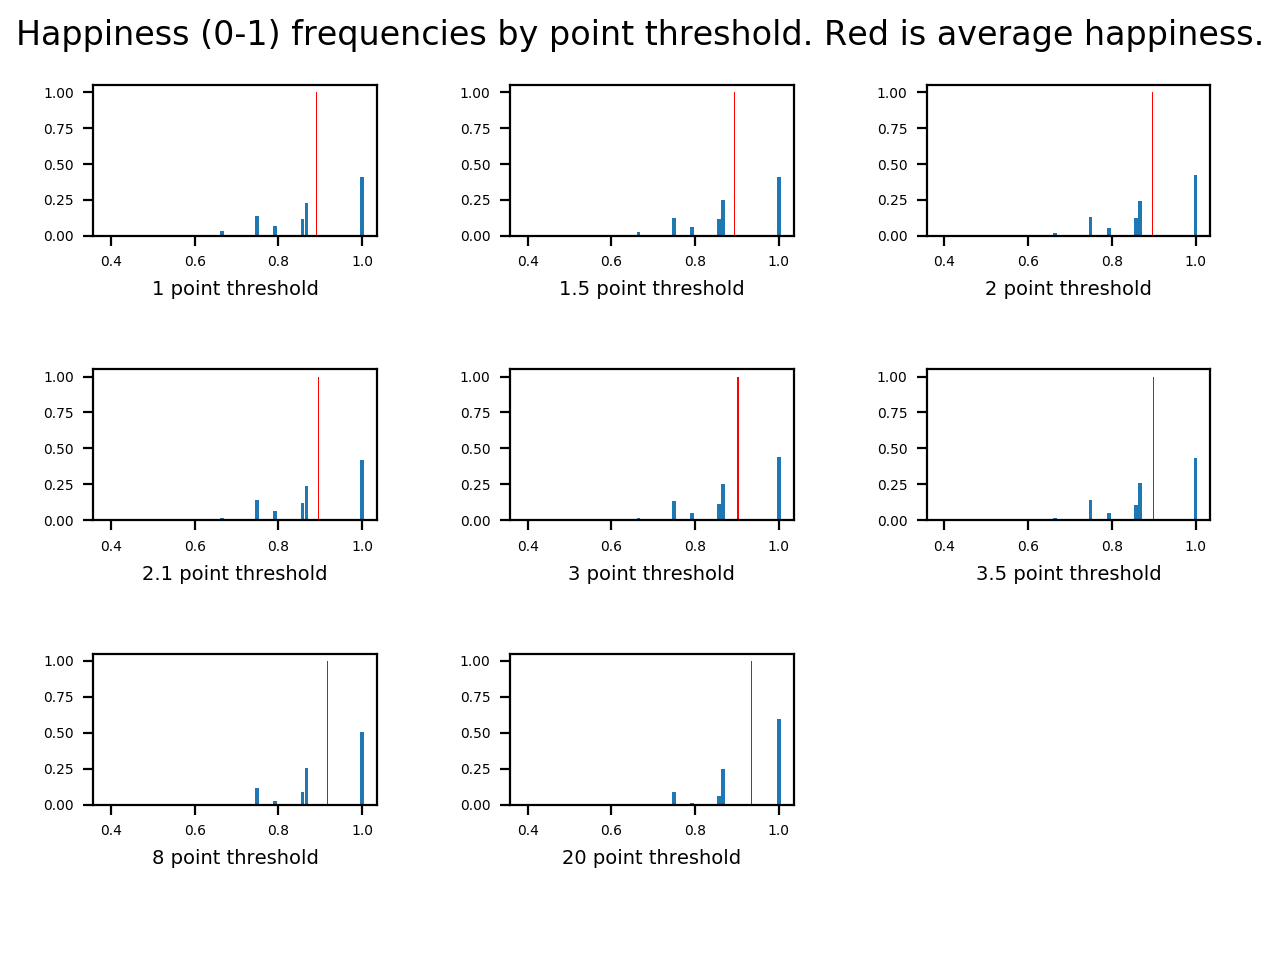 Happiness (0-1) frequencies by point threshold. Red is average happiness.
1.00 1.00 1.00
0.75 0.75 0.75
0.50 0.50 0.50
0.25 0.25 0.25
0.00 0.00 0.00
0.4 0.6 0.8 1.0 0.4 0.6 0.8 1.0 0.4 0.6 0.8 1.0
1 point threshold 1.5 point threshold 2 point threshold
1.00 1.00 1.00
0.75 0.75 0.75
0.50 0.50 0.50
0.25 0.25 0.25
0.00 0.00 0.00
0.4 0.6 0.8 1.0 0.4 0.6 0.8 1.0 0.4 0.6 0.8 1.0
2.1 point threshold 3 point threshold 3.5 point threshold
1.00 1.00
0.75 0.75
0.50 0.50
0.25 0.25
0.00 0.00
0.4 0.6 0.8 1.0 0.4 0.6 0.8 1.0
8 point threshold 20 point threshold